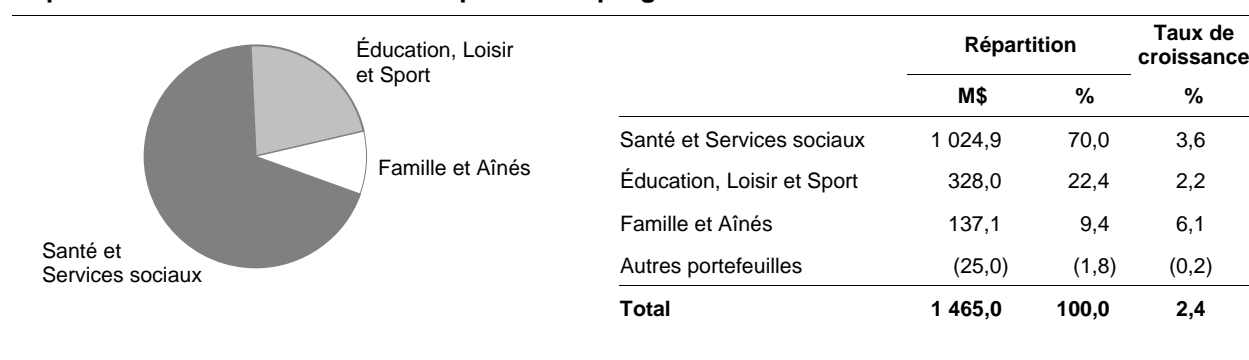 Éducation, Loisir
et Sport
Famille et Aînés
Santé et
Services sociaux
Répartition Taux de
croissance
M$ % %
Santé et Services sociaux 1 024,9 70,0 3,6
Éducation, Loisir et Sport 328,0 22,4 2,2
Famille et Aînés 137,1 9,4 6,1
Autres portefeuilles (25,0) (1,8) (0,2)
Total 1 465,0 100,0 2,4